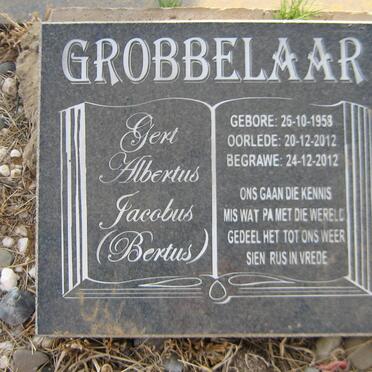 GROBBELAAR
Gert
Albertus
Jacobus
(Bertus)
GEBORE: 25-10-1958
OORLEDE: 20-12-2012
BEGRAWE: 24-12-2012
ONS GAAN DIE KENNIS
MIS WAT PA MET DIE WERELD
GEDEEL HET TOT ONS WEER
SIEN RUS IN VREDE